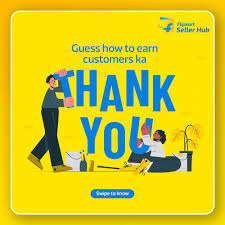 Flipkart
Seller Hub
Guess how to earn
customers ka
THANK
YOU
Swipe to know